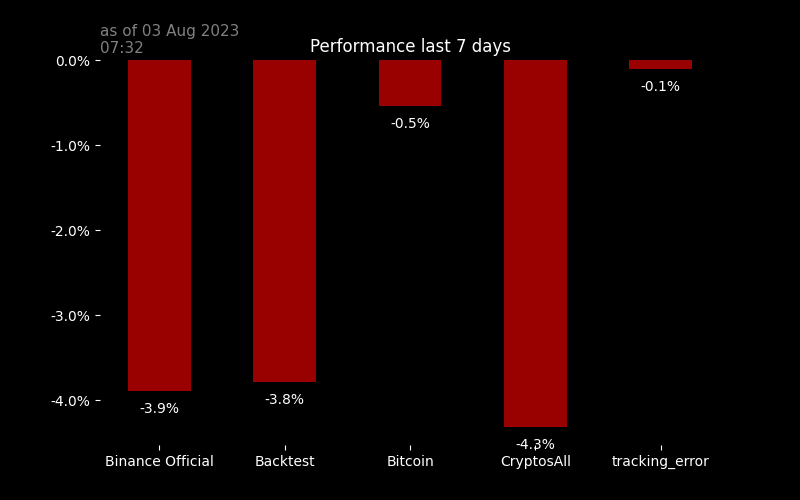 as of 03 Aug 2023
07:32
Performance last 7 days
0.0%
-1.0%
-2.0%
-3.0%
-4.0%
-3.9%
-3.8%
-0.5%
-4.3%
-0.1%
Binance Official
Backtest
Bitcoin
CryptosAll
tracking_error